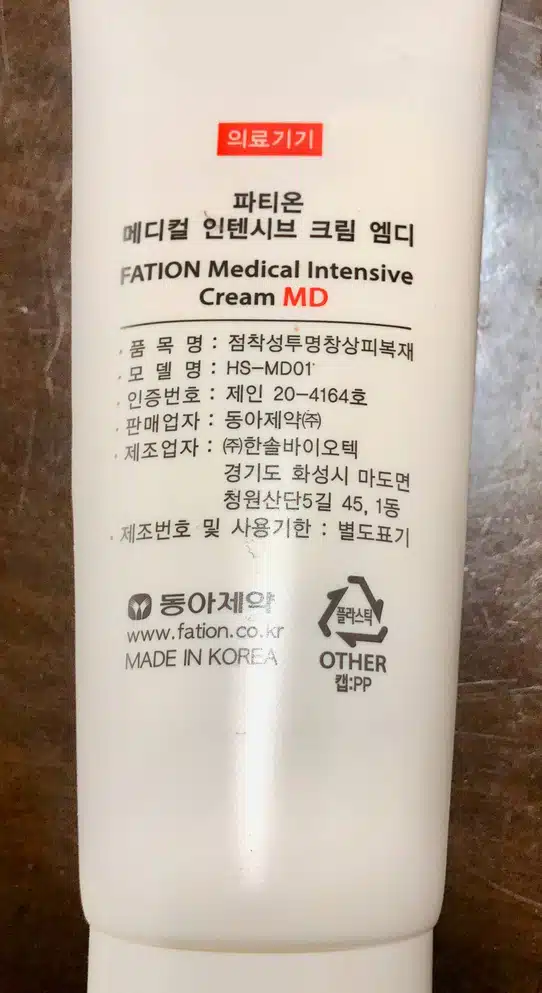 의료기기
파티온
메디컬 인텐시브 크림 엠디
FATION Medical Intensive
Cream MD
· 품 목 명 : 점착성투명창상피복재
· 모 델 명 : HS-MD01
· 인증번호 : 제인 20-4164호
· 판매업자 : 동아제약㈜
· 제조업자 : ㈜한솔바이오텍
경기도 화성시 마도면
청원산단5길 45, 1동
· 제조번호 및 사용기한 : 별도표기
동아제약
www.fation.co.kr
MADE IN KOREA
플라스틱
OTHER
캡:PP